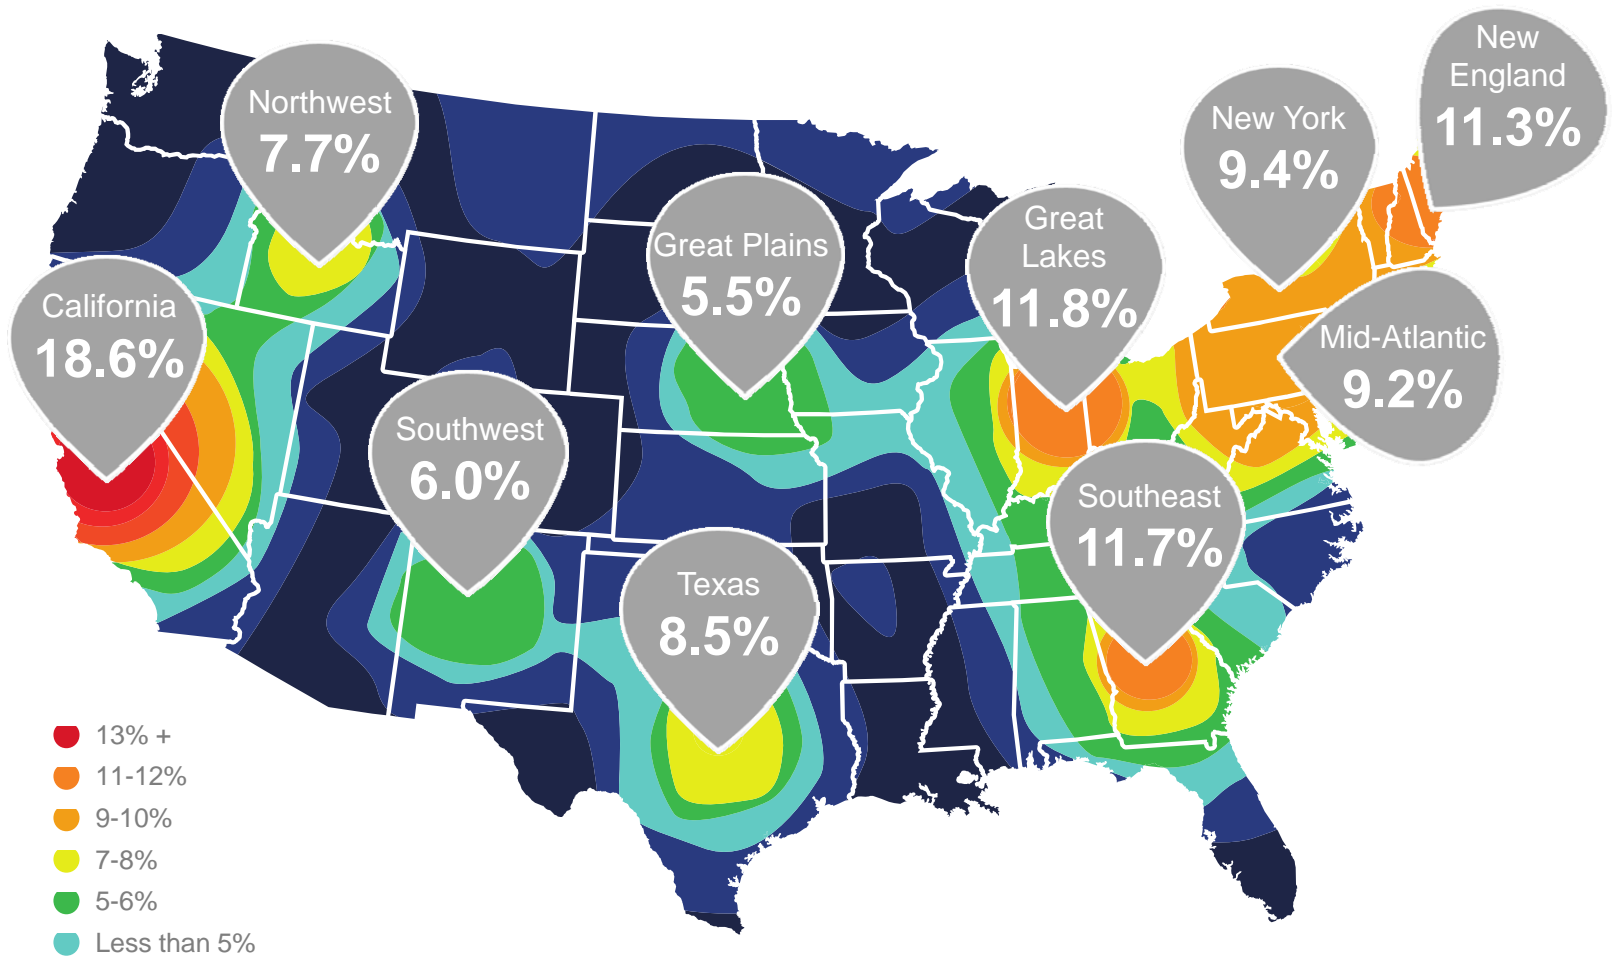 Northwest
7.7%
California
18.6%
Southwest
6.0%
Great Plains
5.5%
Texas
8.5%
Great
Lakes
11.8%
Southeast
11.7%
New York
9.4%
New
England
11.3%
Mid-Atlantic
9.2%
13% +
11-12%
9-10%
7-8%
5-6%
Less than 5%